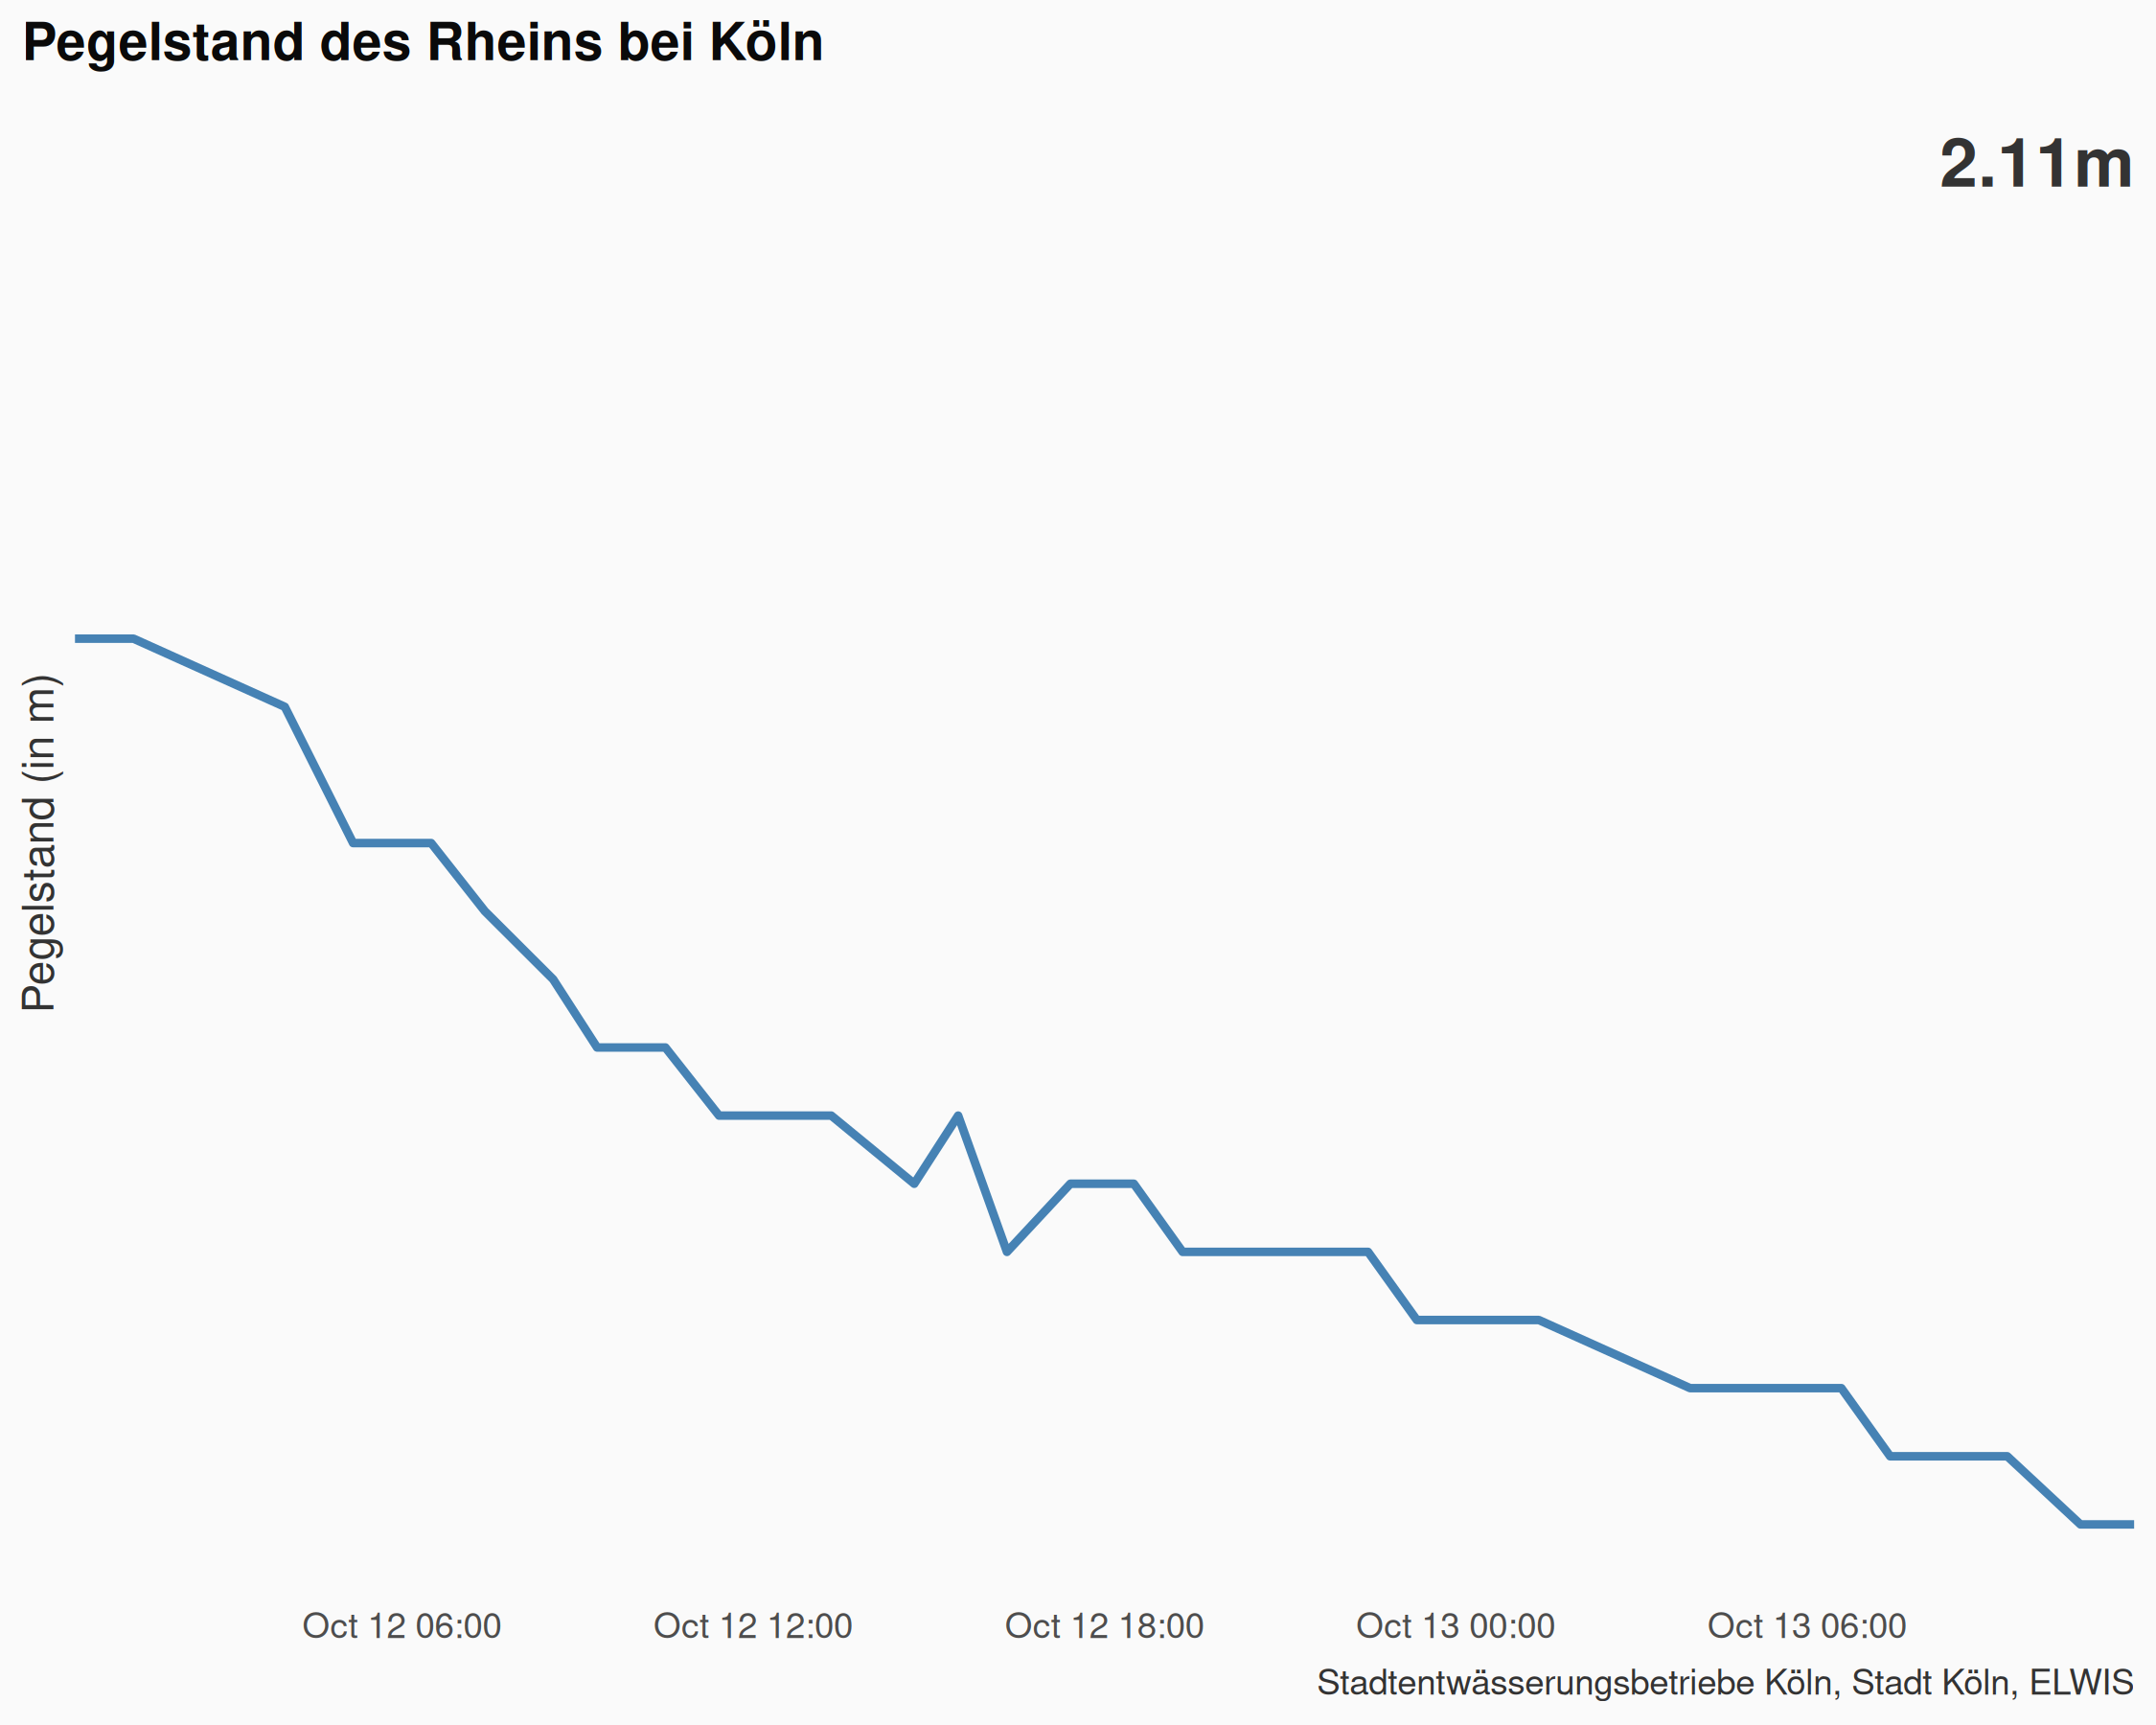 Pegelstand des Rheins bei Köln
2.11m
Pegelstand (in m)
Oct 12 06:00 Oct 12 12:00 Oct 12 18:00 Oct 13 00:00 Oct 13 06:00
Stadtentwässerungsbetriebe Köln, Stadt Köln, ELWIS